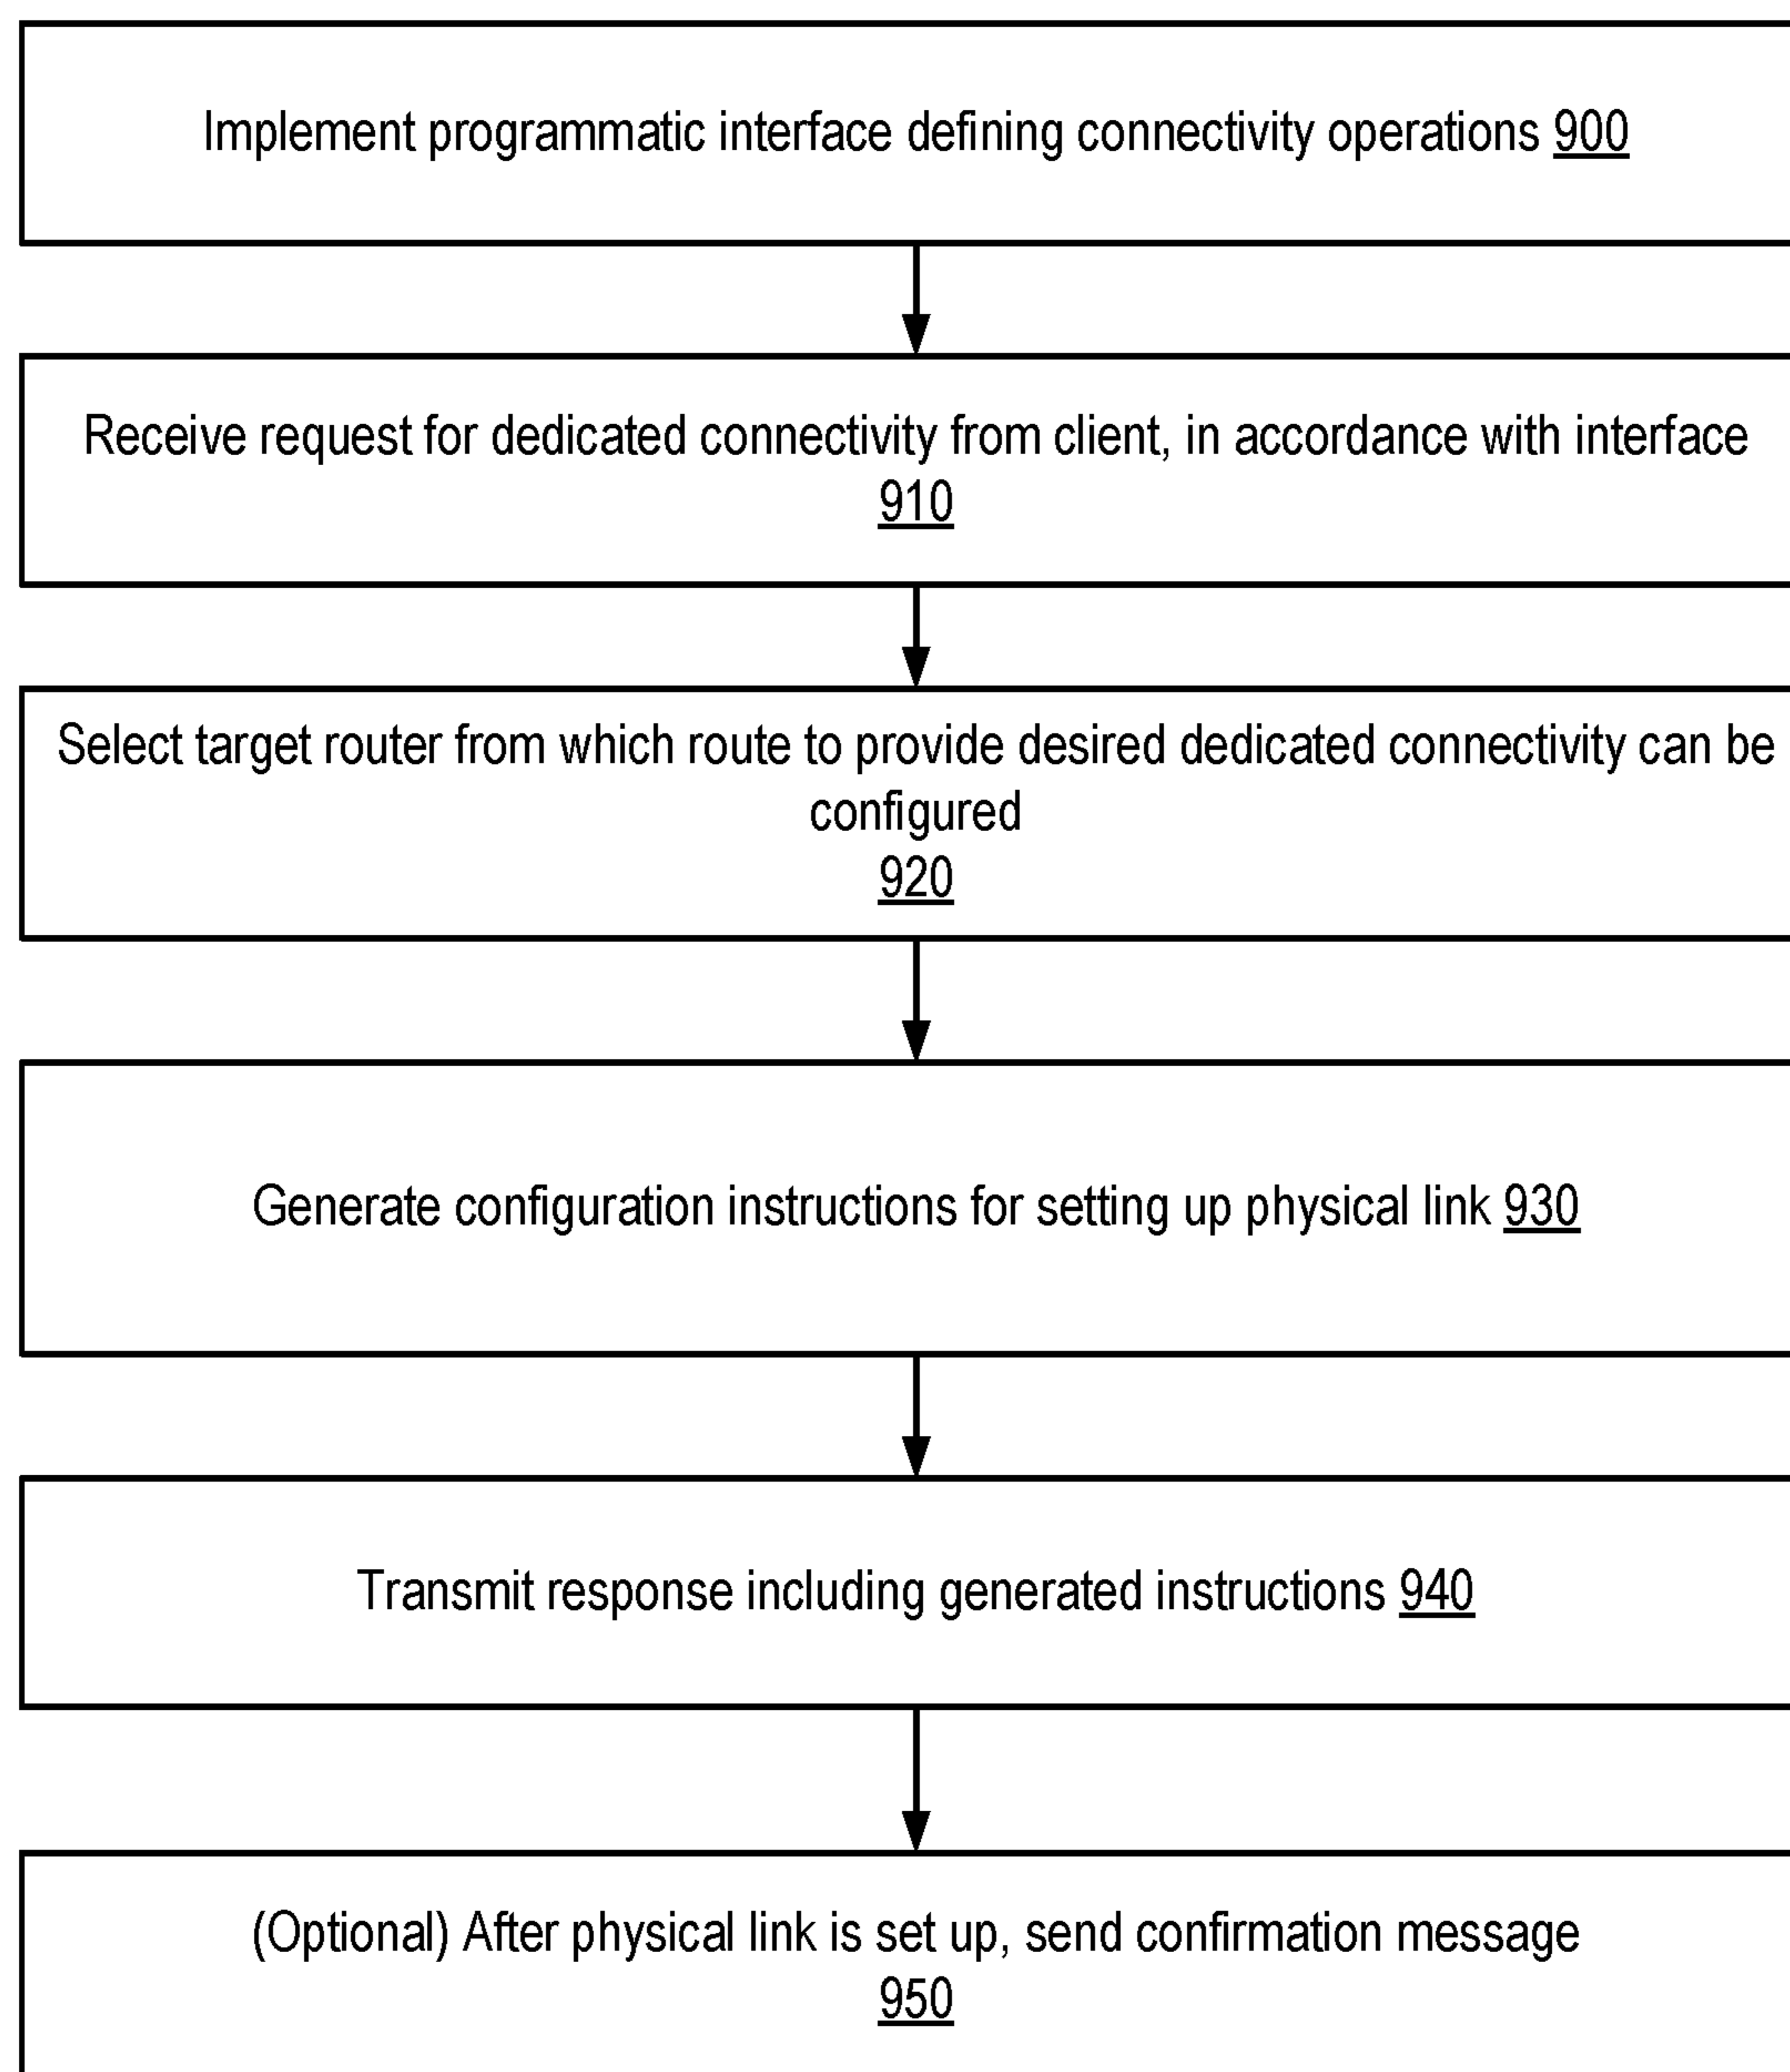 Implement programmatic interface defining connectivity operations 900
Receive request for dedicated connectivity from client, in accordance with interface
910
Select target router from which route to provide desired dedicated connectivity can be
configured
920
Generate configuration instructions for setting up physical link 930
Transmit response including generated instructions 940
(Optional) After physical link is set up, send confirmation message
950